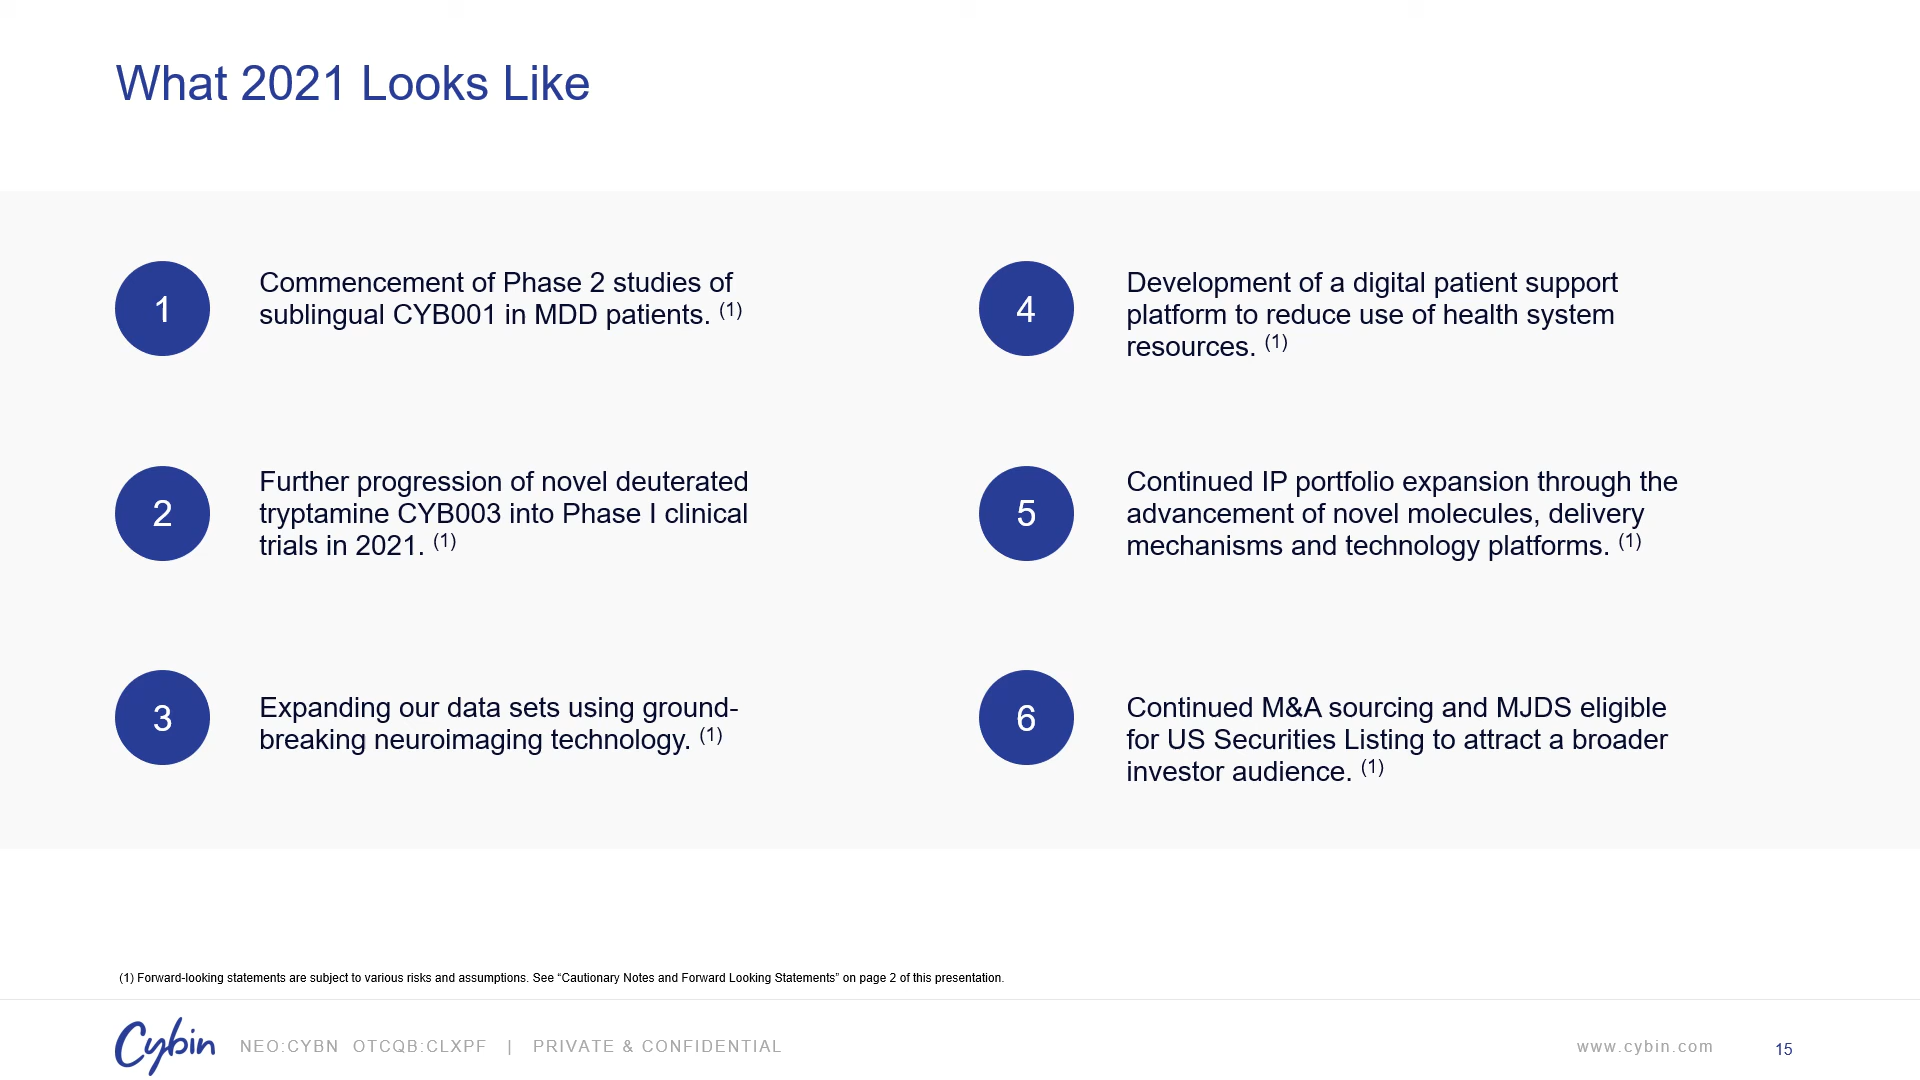 What 2021 Looks Like
1
Commencement of Phase 2 studies of
sublingual CYB001 in MDD patients. (1)
2
Further progression of novel deuterated
tryptamine CYB003 into Phase I clinical
trials in 2021. (1)
3
Expanding our data sets using ground-
breaking neuroimaging technology. (1)
4
Development of a digital patient support
platform to reduce use of health system
resources. (1)
5
Continued IP portfolio expansion through the
advancement of novel molecules, delivery
mechanisms and technology platforms. (1)
6
Continued M&A sourcing and MJDS eligible
for US Securities Listing to attract a broader
investor audience. (1)
(1) Forward-looking statements are subject to various risks and assumptions. See “Cautionary Notes and Forward Looking Statements” on page 2 of this presentation.
Cybin NEO:CYBN OTCQB:CLXPF | PRIVATE & CONFIDENTIAL www.cybin.com 15